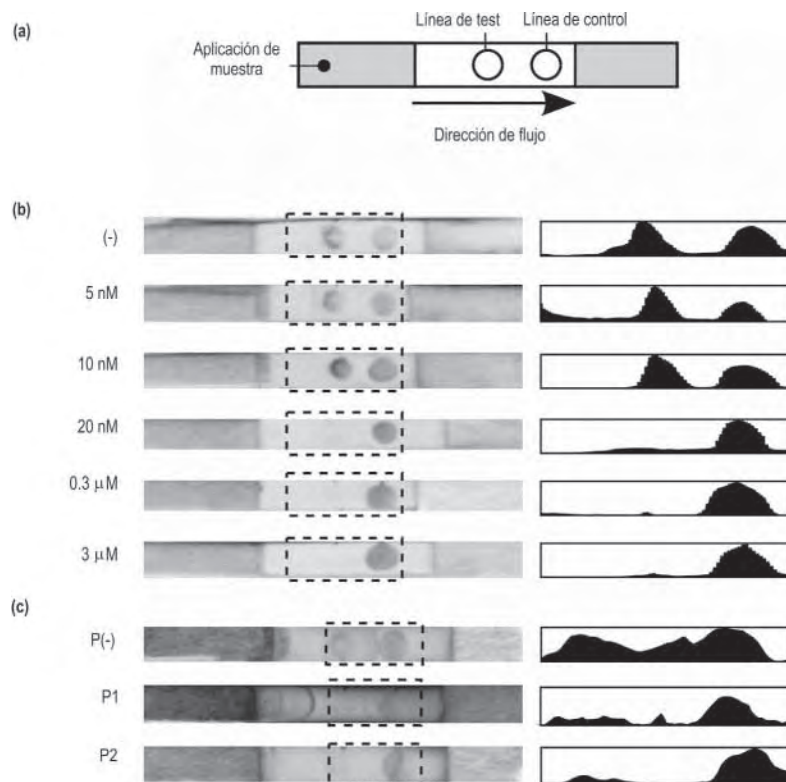 (a)
Línea de test
Línea de control
Aplicación de
muestra
Dirección de flujo
(b)
(-)
5 nM
10 nM
20 nM
0.3 μM
3 μM
(c)
P(-)
P1
P2